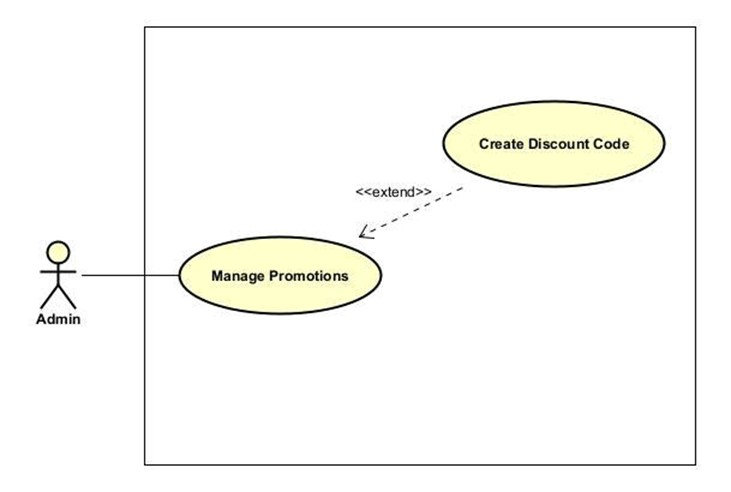 Create Discount Code
<<extend>>
Manage Promotions
Admin